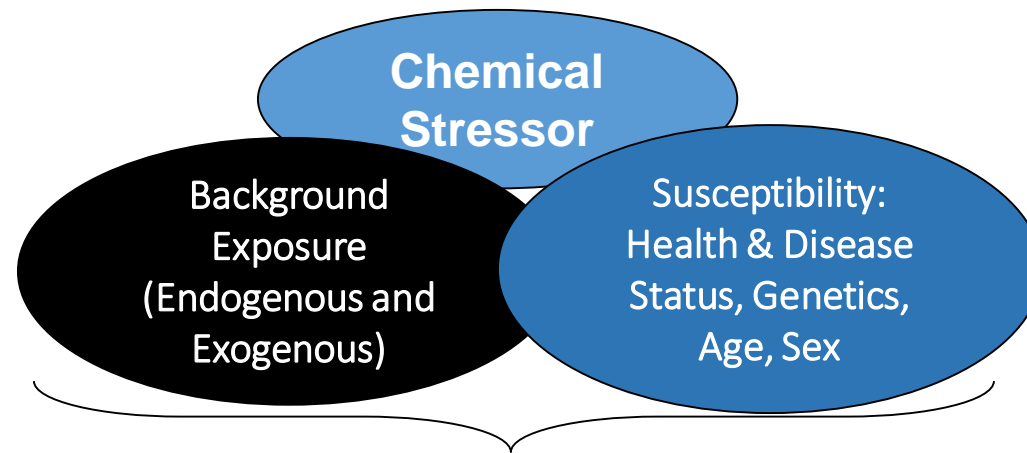 Chemical
Stressor
Background
Exposure
(Endogenous and
Exogenous)
Susceptibility:
Health & Disease
Status, Genetics,
Age, Sex